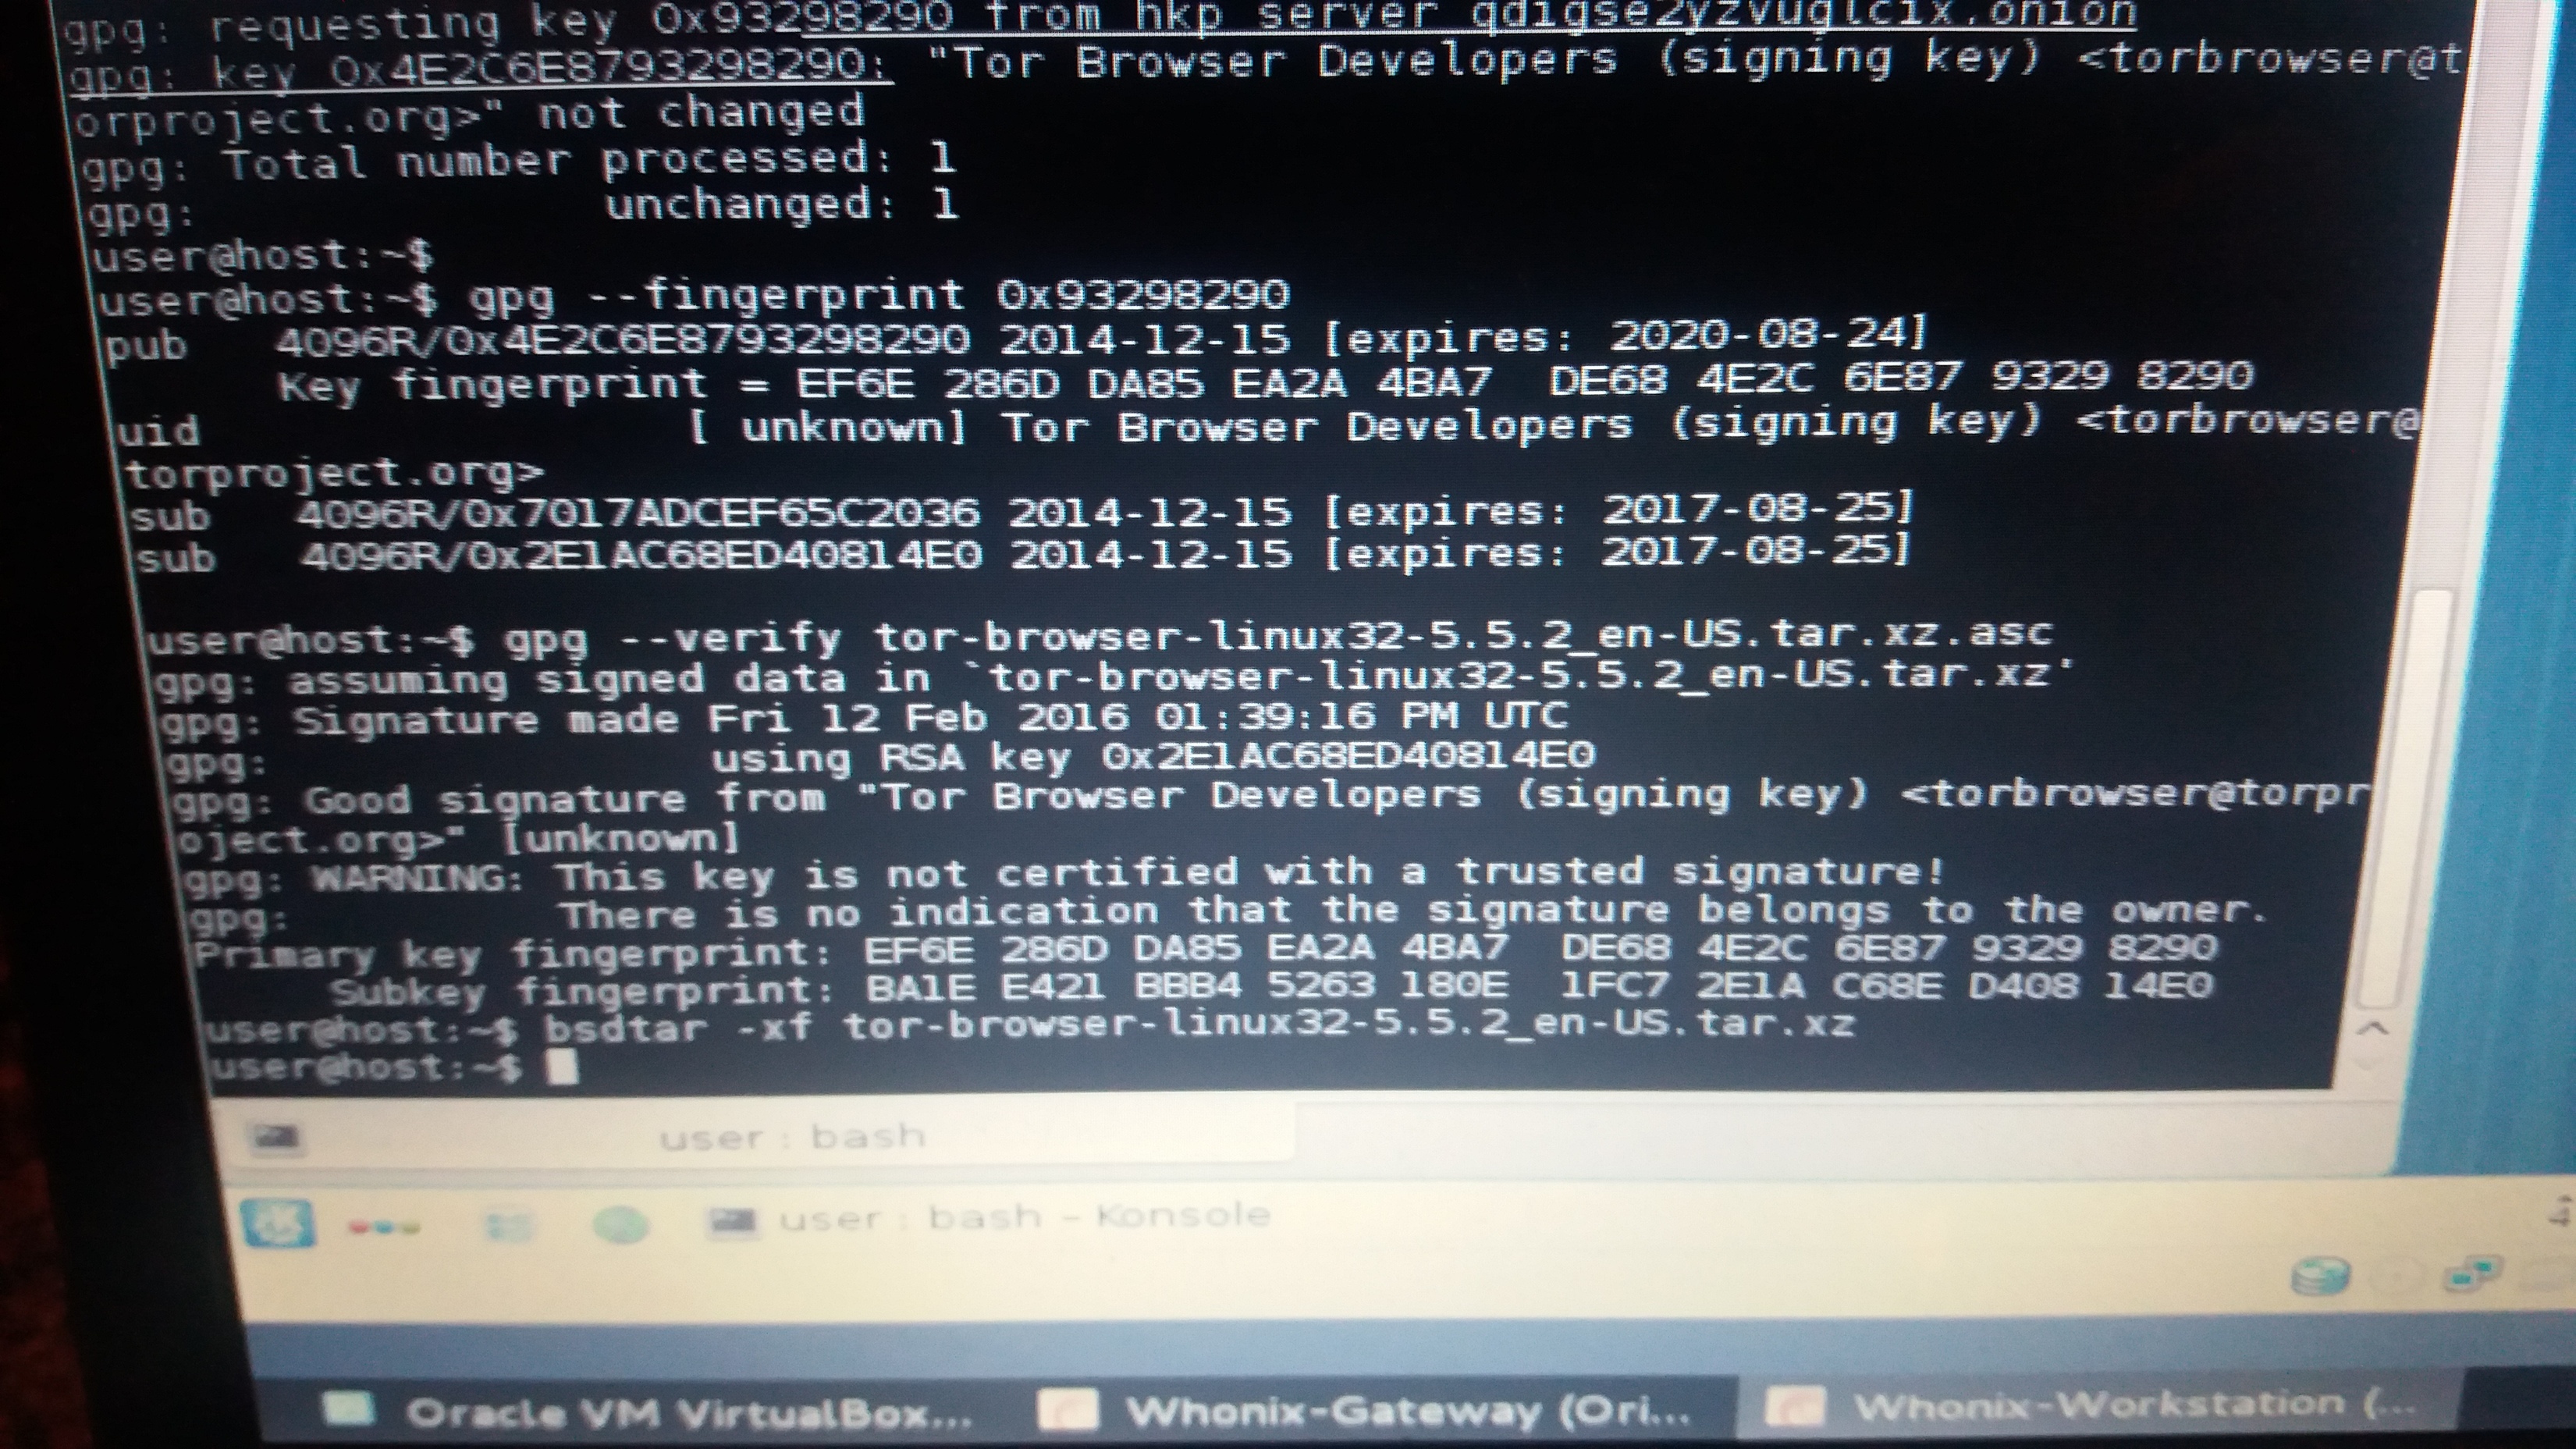 gpg: requesting key 0x93298290 from hkp server qdigse2yzvuglcix.onion
gpg: key 0x4E2C6E8793298290: "Tor Browser Developers (signing key) <torbrowser@t
orproject.org>" not changed
gpg: Total number processed: 1
gpg:              unchanged: 1
user@host:~$
user@host:~$ gpg --fingerprint 0x93298290
pub   4096R/0x4E2C6E8793298290 2014-12-15 [expires: 2020-08-24]
      Key fingerprint = EF6E 286D DA85 EA2A 4BA7  DE68 4E2C 6E87 9329 8290
uid                 [ unknown] Tor Browser Developers (signing key) <torbrowser@
torproject.org>
sub   4096R/0x7017ADCEF65C2036 2014-12-15 [expires: 2017-08-25]
sub   4096R/0x2E1AC68ED40814E0 2014-12-15 [expires: 2017-08-25]
user@host:~$ gpg --verify tor-browser-linux32-5.5.2_en-US.tar.xz.asc
gpg: assuming signed data in `tor-browser-linux32-5.5.2_en-US.tar.xz'
gpg: Signature made Fri 12 Feb 2016 01:39:16 PM UTC
gpg:                using RSA key 0x2E1AC68ED40814E0
gpg: Good signature from "Tor Browser Developers (signing key) <torbrowser@torpr
oject.org>" [unknown]
gpg: WARNING: This key is not certified with a trusted signature!
gpg:          There is no indication that the signature belongs to the owner.
Primary key fingerprint: EF6E 286D DA85 EA2A 4BA7  DE68 4E2C 6E87 9329 8290
     Subkey fingerprint: BA1E E421 BBB4 5263 180E  1FC7 2E1A C68E D408 14E0
user@host:~$ bsdtar -xf tor-browser-linux32-5.5.2_en-US.tar.xz
user@host:~$
user : bash
user : bash – Konsole
Oracle VM VirtualBox... Whonix-Gateway (Ori... Whonix-Workstation (...